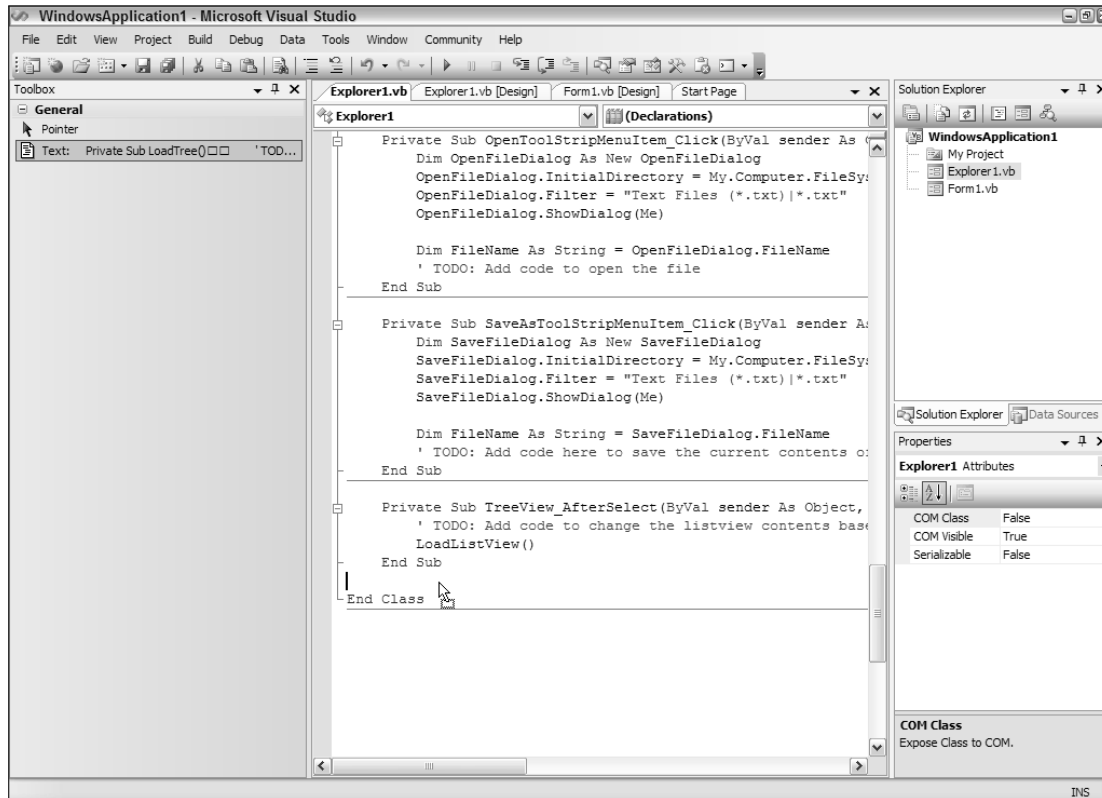 WindowsApplication1 - Microsoft Visual Studio
File Edit View Project Build Debug Data Tools Window Community Help
Toolbox
General
Pointer
Text: Private Sub LoadTree()□□ 'TOD...
Explorer1.vb Explorer1.vb [Design] Form1.vb [Design] Start Page
Explorer1 (Declarations)
Private Sub OpenToolStripMenuItem_Click(ByVal sender As
Dim OpenFileDialog As New OpenFileDialog
OpenFileDialog.InitialDirectory = My.Computer.FileSy
OpenFileDialog.Filter = "Text Files (*.txt)|*.txt"
OpenFileDialog.ShowDialog(Me)
Dim FileName As String = OpenFileDialog.FileName
' TODO: Add code to open the file
End Sub
Private Sub SaveAsToolStripMenuItem_Click(ByVal sender A
Dim SaveFileDialog As New SaveFileDialog
SaveFileDialog.InitialDirectory = My.Computer.FileSy
SaveFileDialog.Filter = "Text Files (*.txt)|*.txt"
SaveFileDialog.ShowDialog(Me)
Dim FileName As String = SaveFileDialog.FileName
' TODO: Add code here to save the current contents o
End Sub
Private Sub TreeView_AfterSelect(ByVal sender As Object,
' TODO: Add code to change the listview contents base
LoadListView()
End Sub
End Class
Solution Explorer
WindowsApplication1
My Project
Explorer1.vb
Form1.vb
Solution Explorer Data Sources
Properties
Explorer1 Attributes
COM Class False
COM Visible True
Serializable False
COM Class
Expose Class to COM.
INS